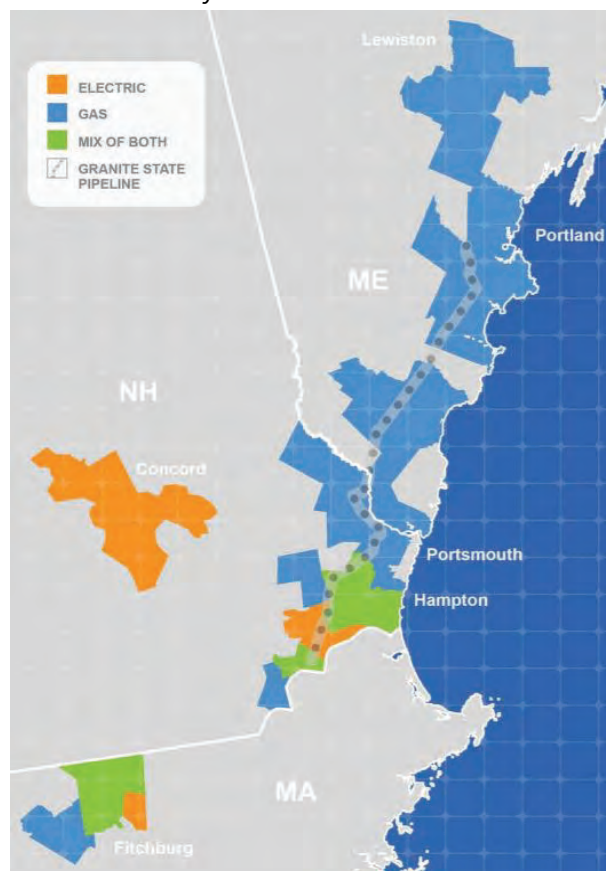 Lewiston
ELECTRIC
GAS
MIX OF BOTH
GRANITE STATE
PIPELINE
Portland
ME
NH
Concord
Portsmouth
Hampton
MA
Fitchburg